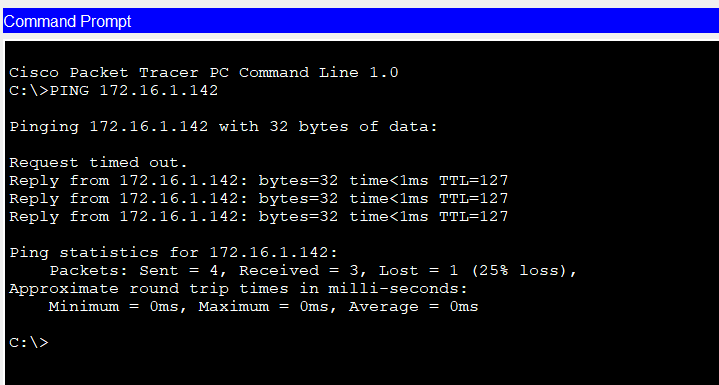 Command Prompt
Cisco Packet Tracer PC Command Line 1.0
C:\>PING 172.16.1.142
Pinging 172.16.1.142 with 32 bytes of data:
Request timed out.
Reply from 172.16.1.142: bytes=32 time<1ms TTL=127
Reply from 172.16.1.142: bytes=32 time<1ms TTL=127
Reply from 172.16.1.142: bytes=32 time<1ms TTL=127
Ping statistics for 172.16.1.142:
    Packets: Sent = 4, Received = 3, Lost = 1 (25% loss),
Approximate round trip times in milli-seconds:
    Minimum = 0ms, Maximum = 0ms, Average = 0ms
C:\>